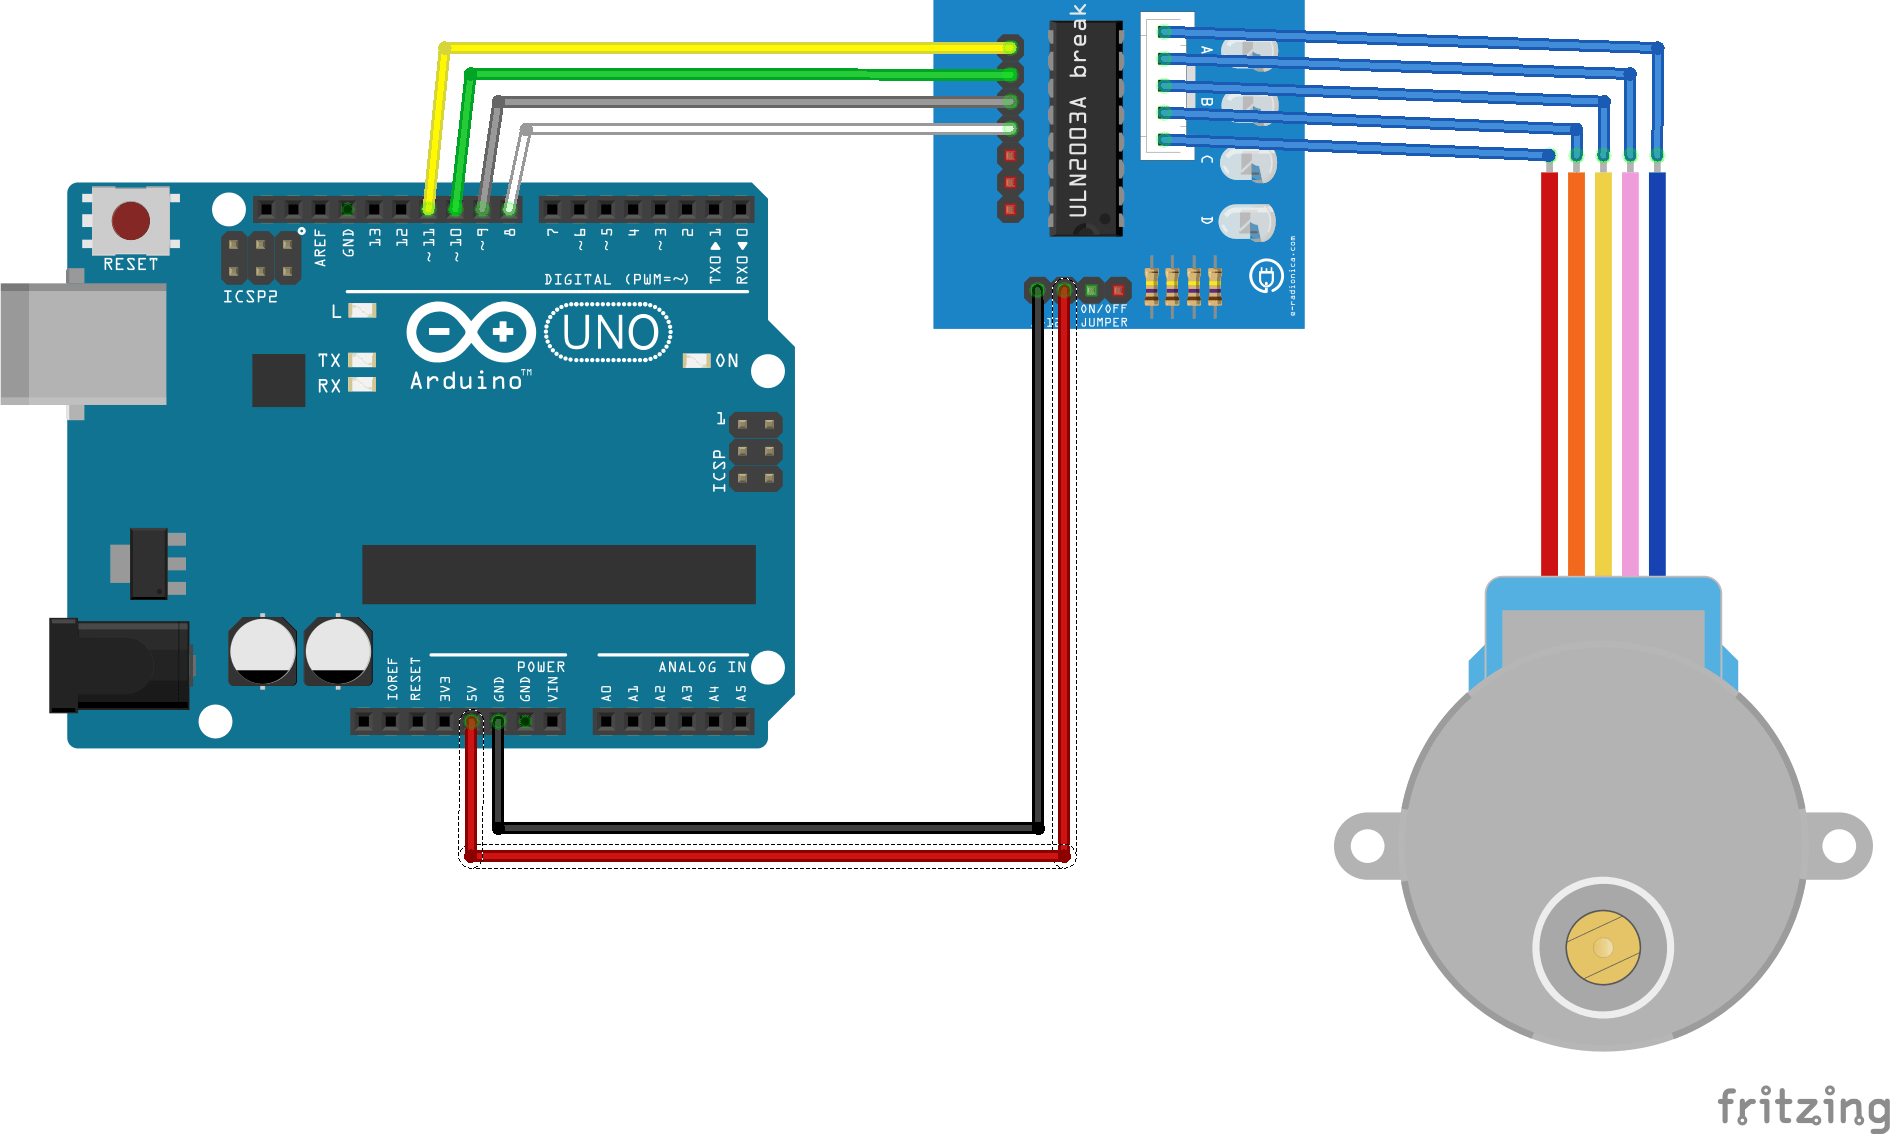 RESET
ICSP2
AREF
GND
13
12
~11
~10
~9
8
7
~6
~5
4
~3
2
TX0▶1
RX0◀0
DIGITAL (PWM=~)
L
TX
RX
UNO
Arduino™
ON
1
ICSP
IOREF
RESET
3V3
5V
GND
GND
VIN
POWER
ANALOG IN
A0
A1
A2
A3
A4
A5
ULN2003A break
A
B
C
D
ON/OFF
JUMPER
e-radionica.com
fritzing